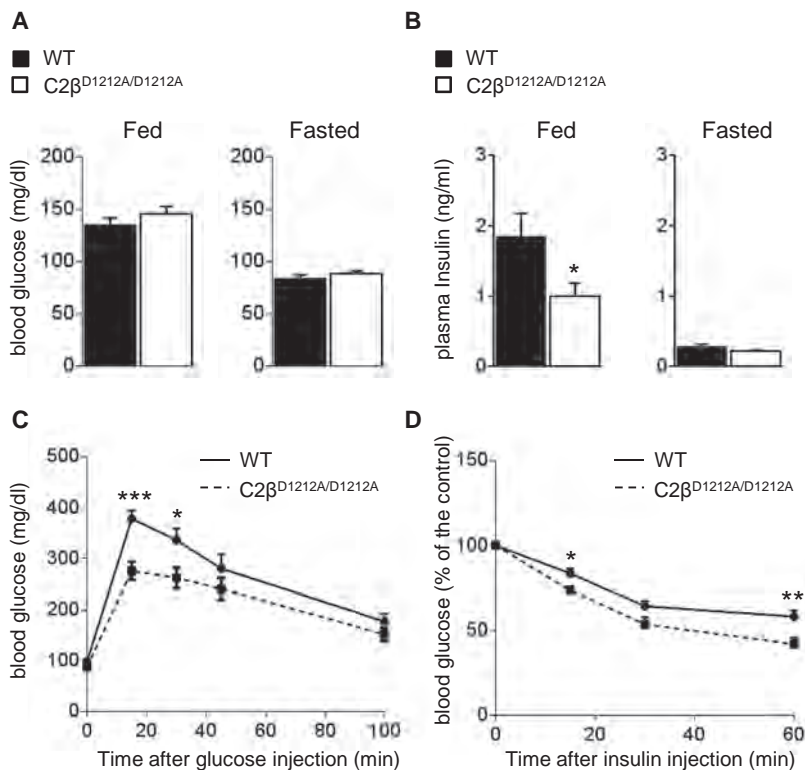 A
WT
C2β^D1212A/D1212A
Fed
Fasted
blood glucose (mg/dl)
200
150
100
50
0
200
150
100
50
0
B
WT
C2β^D1212A/D1212A
Fed
Fasted
plasma Insulin (ng/ml)
3
2
1
0
*
3
2
1
0
C
WT
C2β^D1212A/D1212A
blood glucose (mg/dl)
500
400
300
200
100
0
***
*
0 20 40 60 80 100
Time after glucose injection (min)
D
WT
C2β^D1212A/D1212A
blood glucose (% of the control)
150
100
50
0
*
**
0 20 40 60
Time after insulin injection (min)